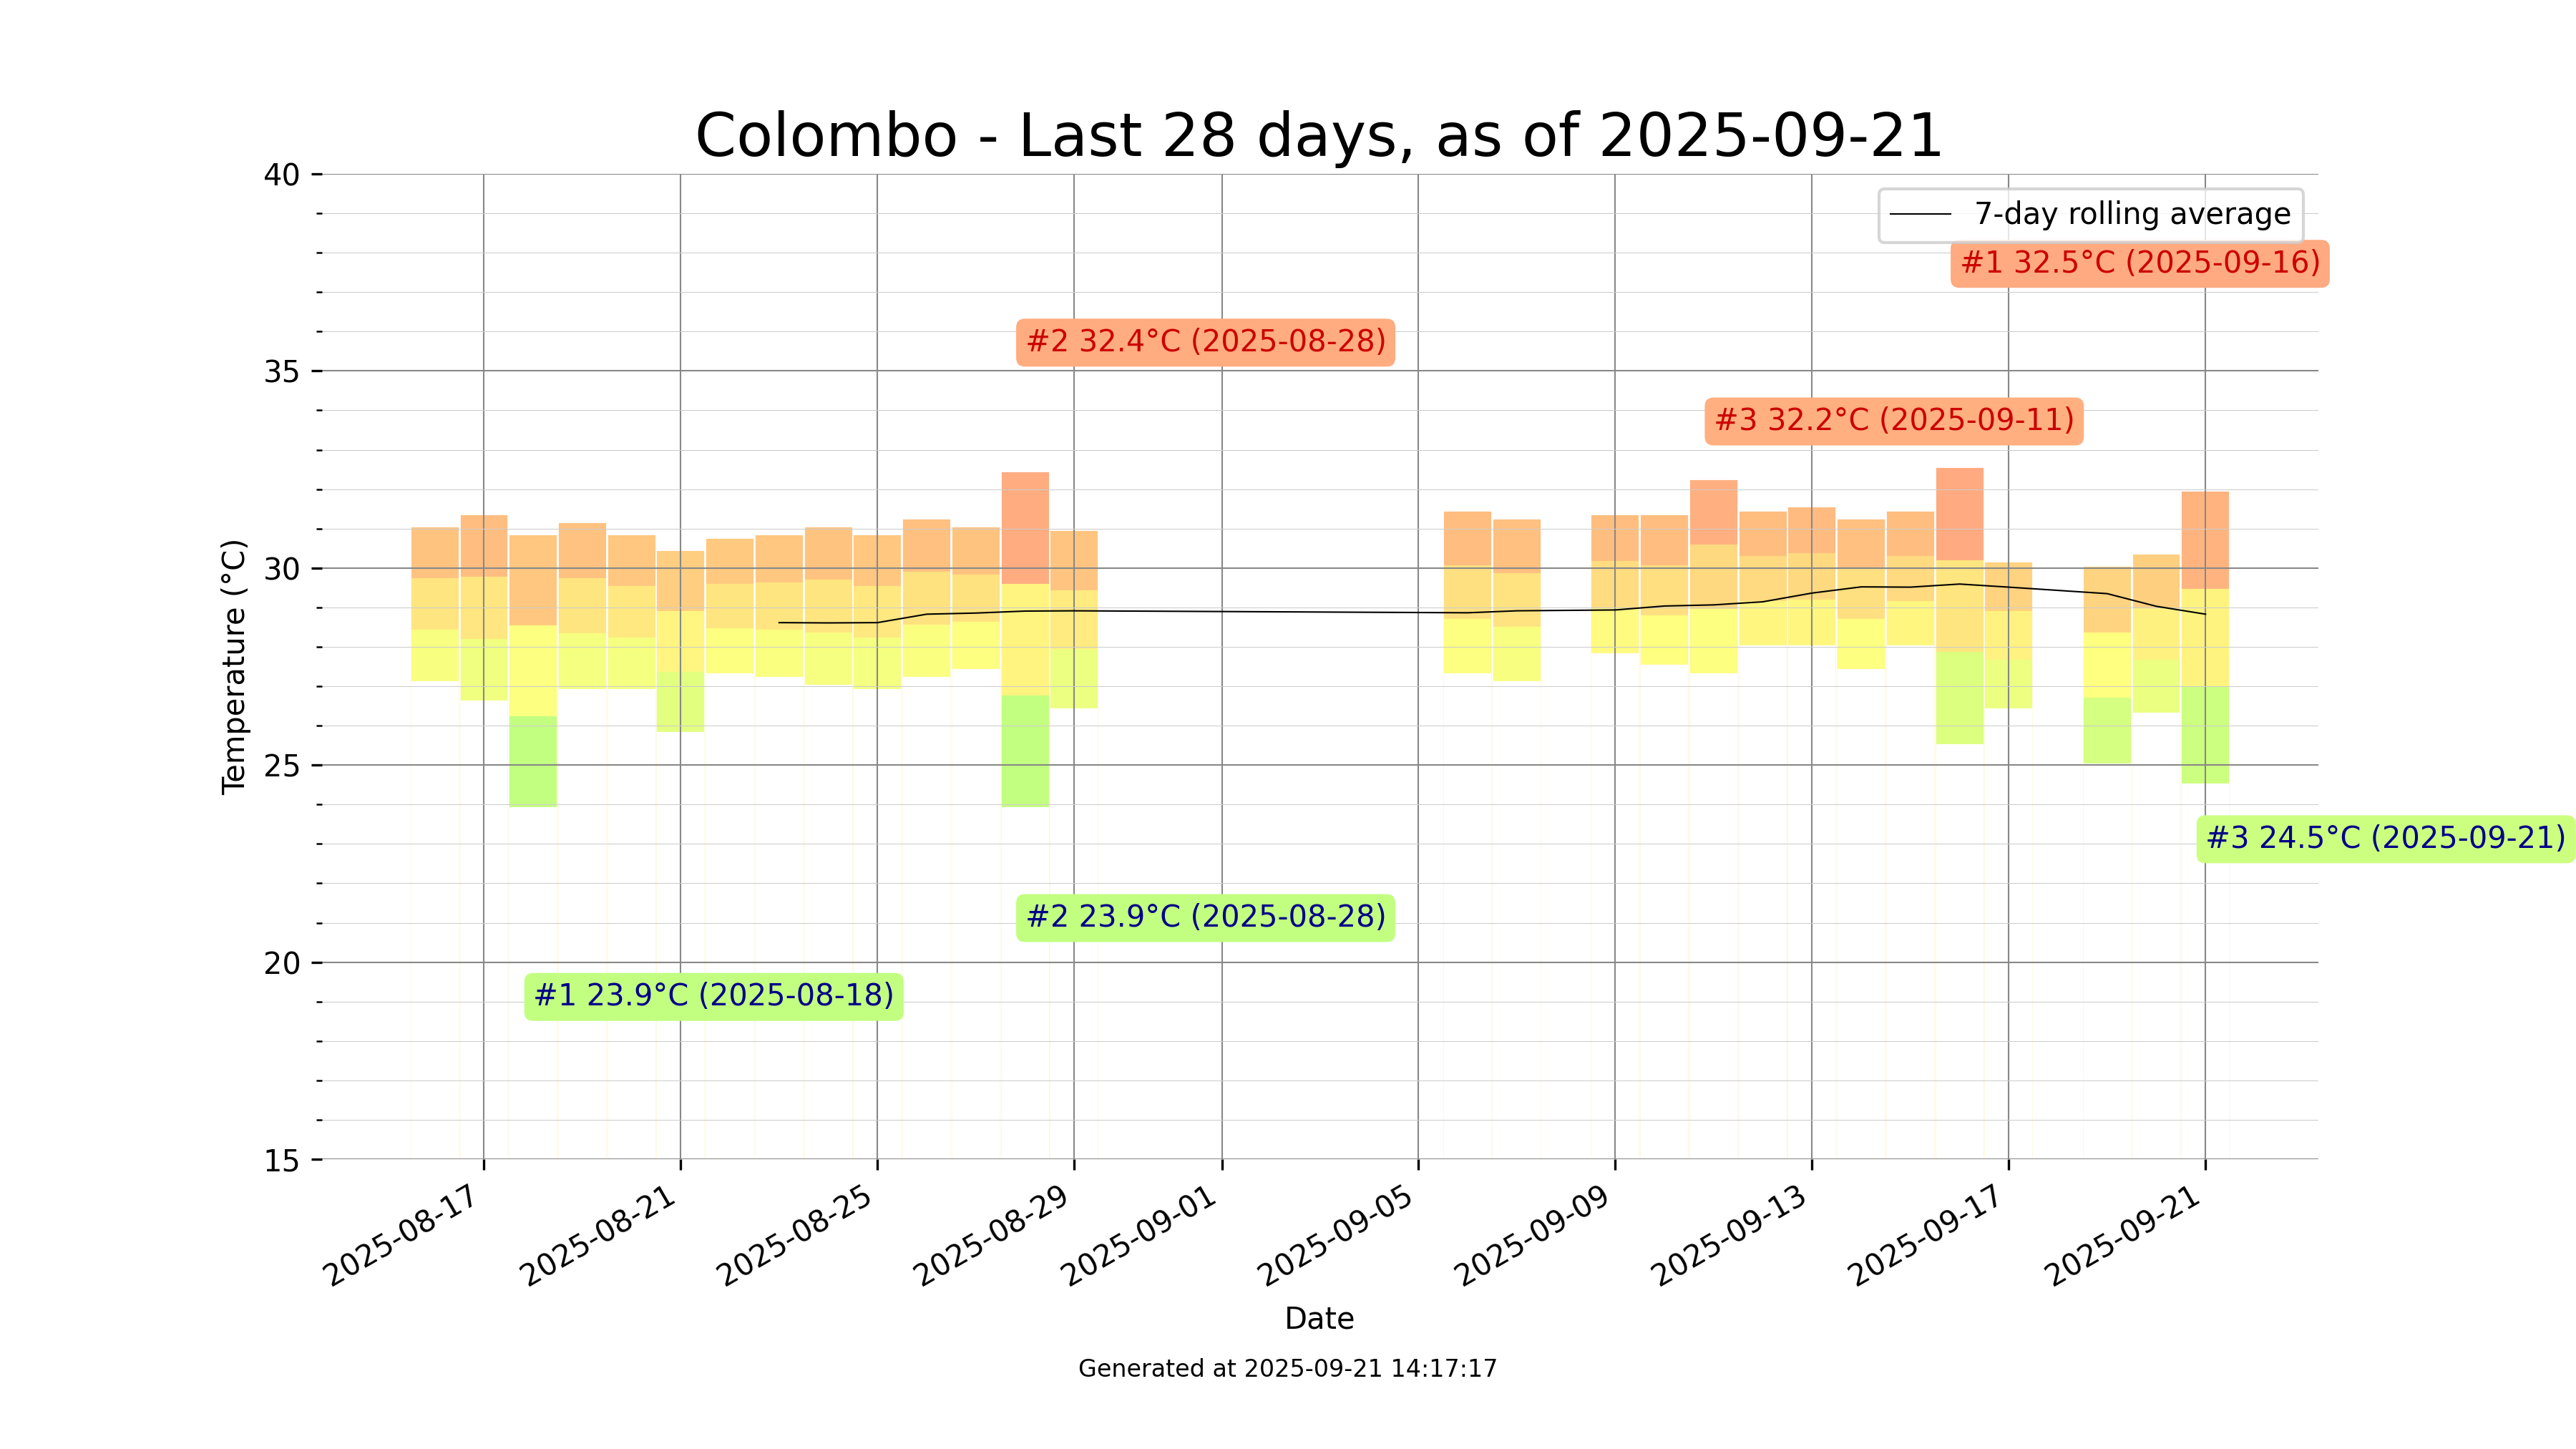 Colombo - Last 28 days, as of 2025-09-21
40
7-day rolling average
#1 32.5°C (2025-09-16)
#2 32.4°C (2025-08-28)
35
#3 32.2°C (2025-09-11)
30
Temperature (°C)
25
#3 24.5°C (2025-09-21)
#2 23.9°C (2025-08-28)
20
#1 23.9°C (2025-08-18)
15
2025-08-17
2025-08-21
2025-08-25
2025-08-29
2025-09-01
2025-09-05
2025-09-09
2025-09-13
2025-09-17
2025-09-21
Date
Generated at 2025-09-21 14:17:17